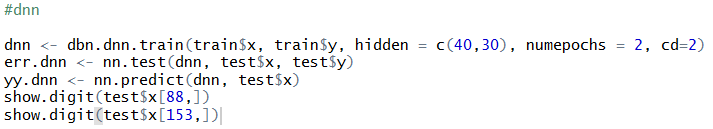 #dnn
dnn <- dbn.dnn.train(train$x, train$y, hidden = c(40,30), numepochs = 2, cd=2)
err.dnn <- nn.test(dnn, test$x, test$y)
yy.dnn <- nn.predict(dnn, test$x)
show.digit(test$x[88,])
show.digit(test$x[153,])